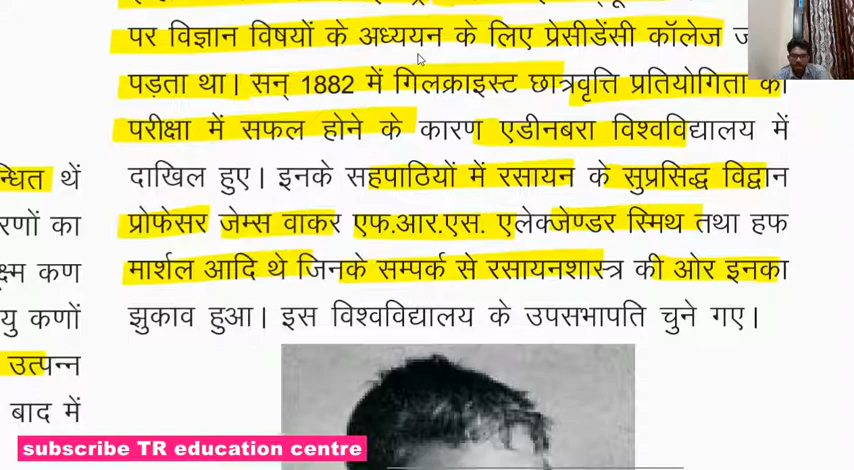 पर विज्ञान विषयों के अध्ययन के लिए प्रेसीडेंसी कॉलेज
पड़ता था। सन् 1882 में गिलक्राइस्ट छात्रवृत्ति प्रतियोगिता की
परीक्षा में सफल होने के कारण एडीनबरा विश्वविद्यालय में
दाखिल हुए। इनके सहपाठियों में रसायन के सुप्रसिद्ध विद्वान
प्रोफेसर जेम्स वाकर एफ.आर.एस. एलेक्जेण्डर स्मिथ तथा हफ
मार्शल आदि थे जिनके सम्पर्क से रसायनशास्त्र की ओर इनका
झुकाव हुआ। इस विश्वविद्यालय के उपसभापति चुने गए।
न्धित थें
रणों का
क्ष्म कण
यु कणों
उत्पन्न
बाद में
subscribe TR education centre